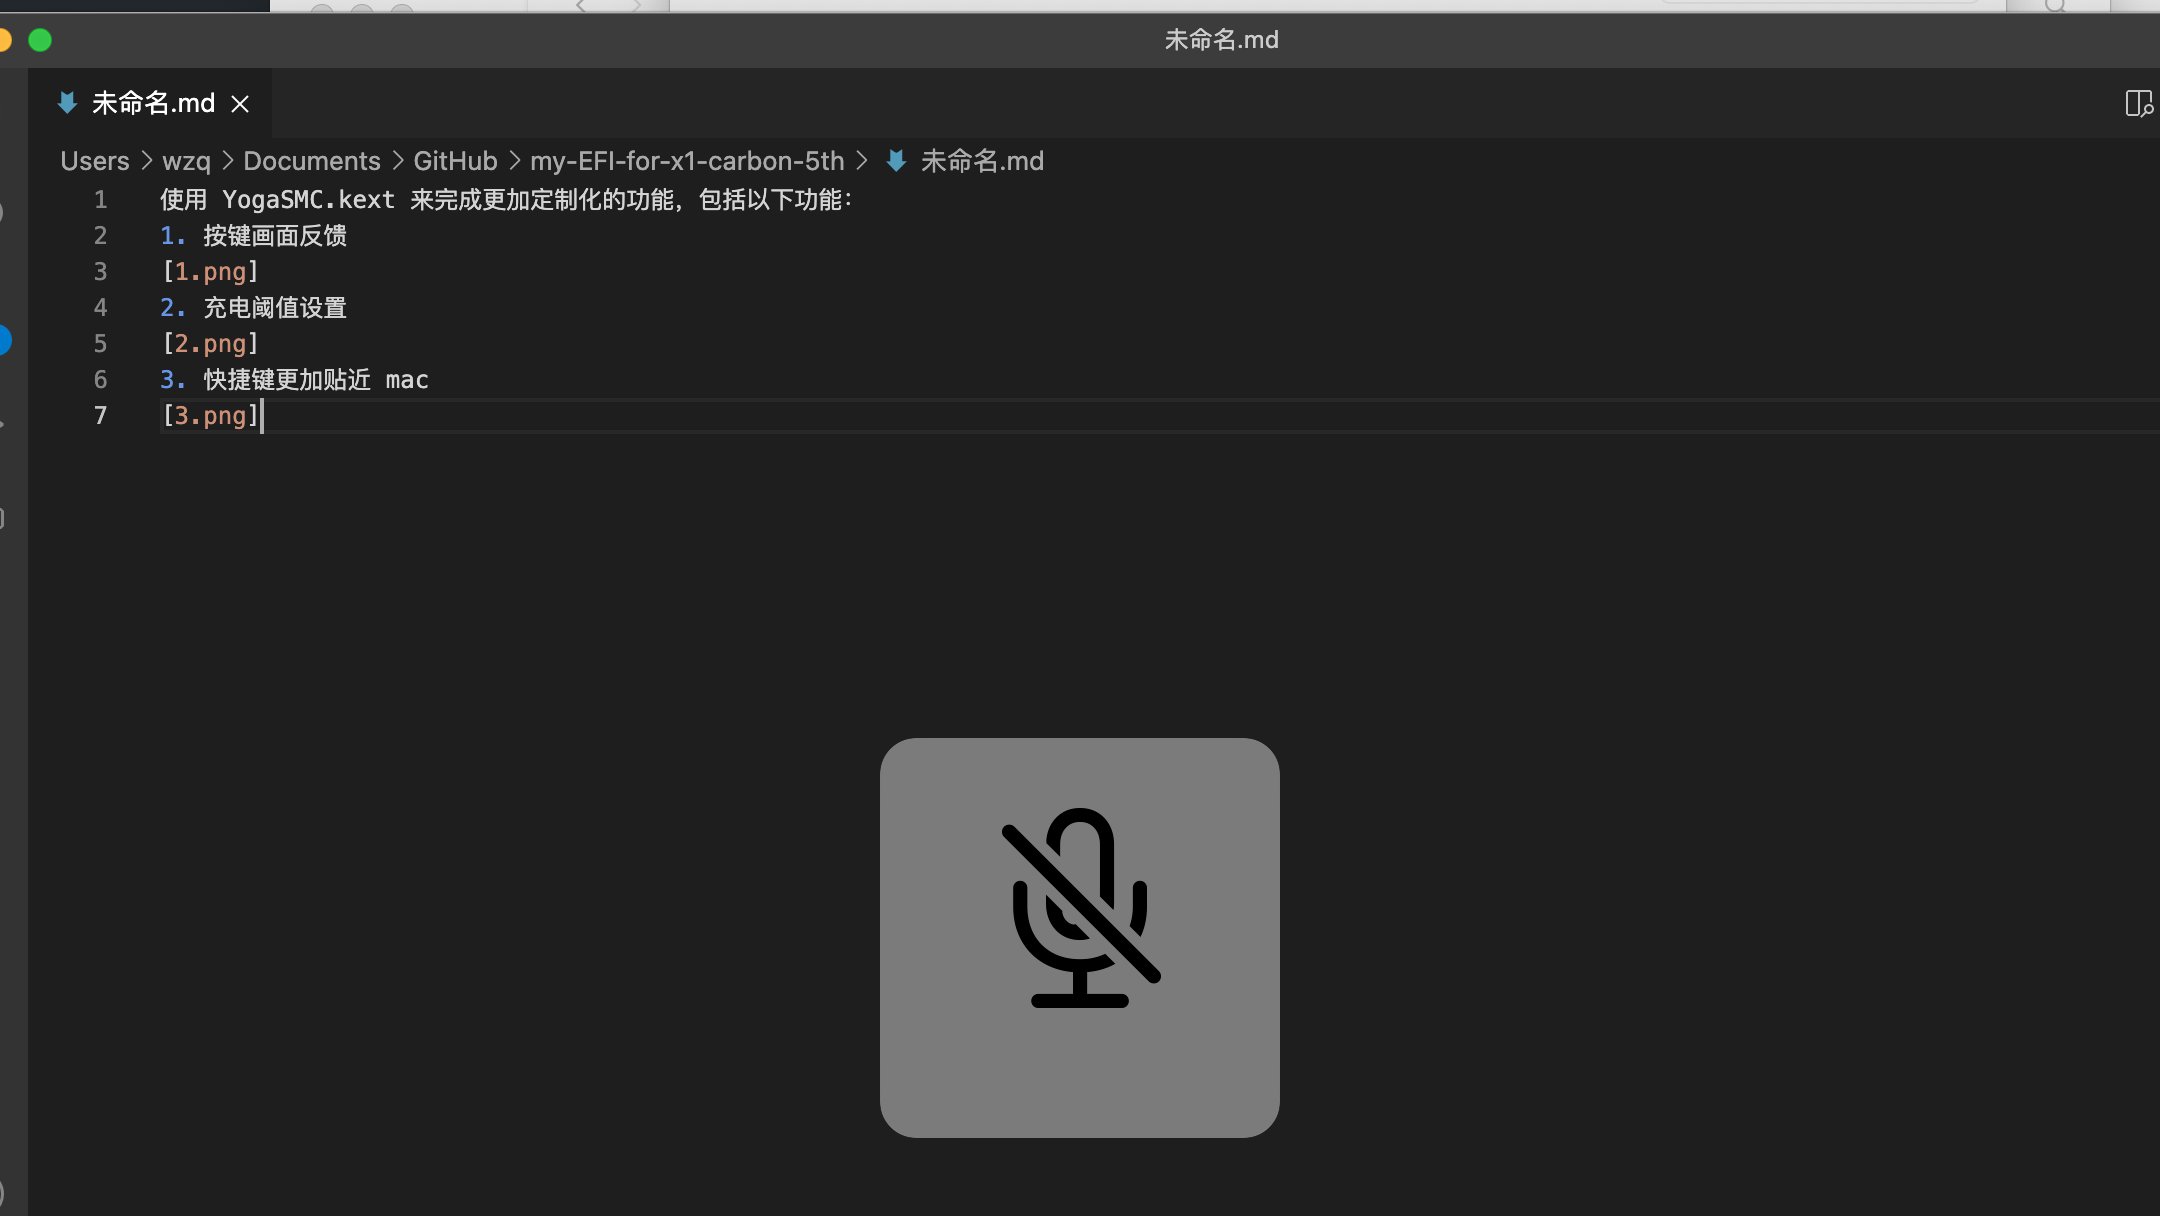 未命名.md
未命名.md
Users > wzq > Documents > GitHub > my-EFI-for-x1-carbon-5th > 未命名.md
1 使用 YogaSMC.kext 来完成更加定制化的功能，包括以下功能：
2 1. 按键画面反馈
3 [1.png]
4 2. 充电阈值设置
5 [2.png]
6 3. 快捷键更加贴近 mac
7 [3.png]